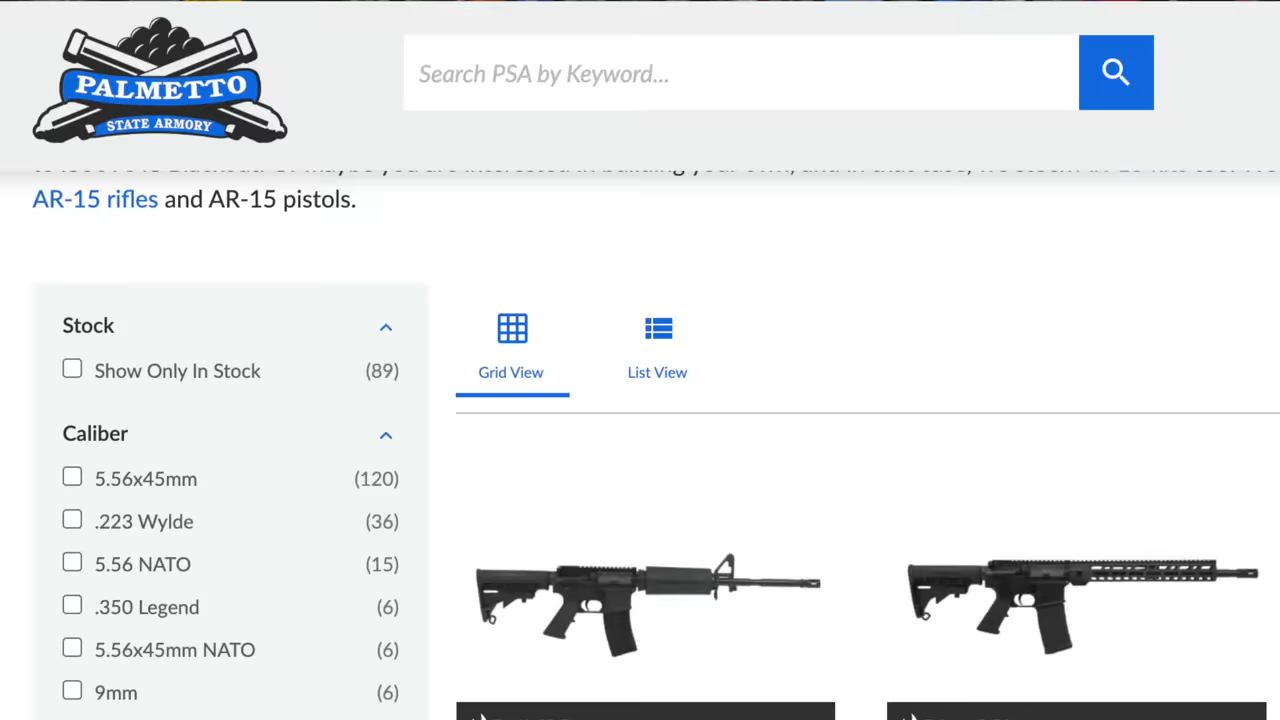 PALMETTO
STATE ARMORY
Search PSA by Keyword...
AR-15 rifles and AR-15 pistols.
Stock
Show Only In Stock (89)
Grid View
List View
Caliber
5.56x45mm (120)
.223 Wylde (36)
5.56 NATO (15)
.350 Legend (6)
5.56x45mm NATO (6)
9mm (6)